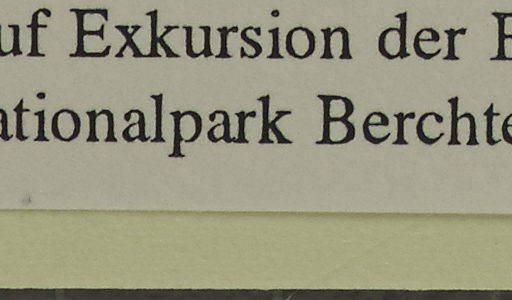 uf Exkursion der
ationalpark Berchte